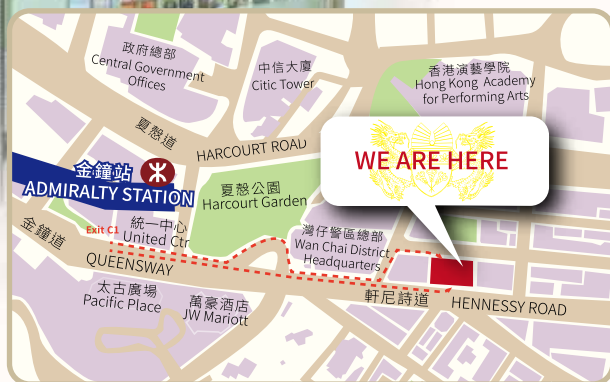 政府總部
Central Government
Offices
中信大廈
Citic Tower
香港演藝學院
Hong Kong Academy
for Performing Arts
夏慤道
HARCOURT ROAD
WE ARE HERE
金鐘站
ADMIRALTY STATION
夏慤公園
Harcourt Garden
金鐘道
Exit C1
統一中心
United Ctr
灣仔警區總部
Wan Chai District
Headquarters
QUEENSWAY
太古廣場
Pacific Place
萬豪酒店
JW Mariott
軒尼詩道
HENNESSY ROAD